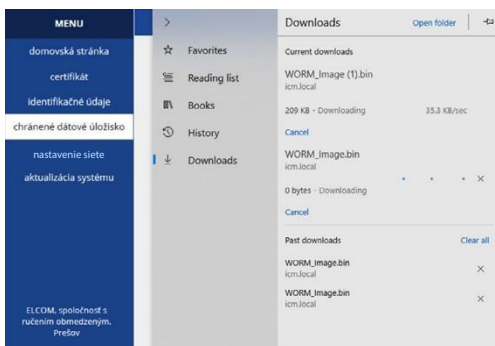 MENU
domovská stránka
certifikát
identifikačné údaje
chránené dátové úložisko
nastavenie siete
aktualizácia systému
ELCOM, spoločnosť s
ručením obmedzeným,
Prešov
Favorites
Reading list
Books
History
Downloads
Downloads
Open folder
Current downloads
WORM_Image (1).bin
icm.local
209 KB - Downloading 35.3 KB/sec
Cancel
WORM_Image.bin
icm.local
0 bytes - Downloading
Cancel
Past downloads Clear all
WORM_Image.bin
icm.local
WORM_Image.bin
icm.local